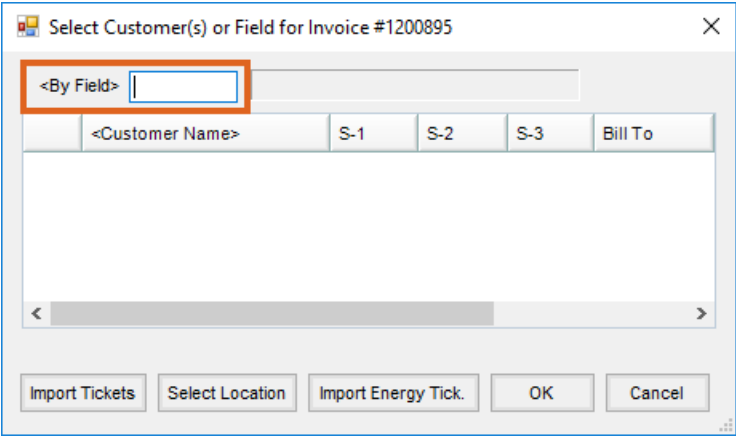 Select Customer(s) or Field for Invoice #1200895
<By Field>
<Customer Name> S-1 S-2 S-3 Bill To
Import Tickets Select Location Import Energy Tick. OK Cancel